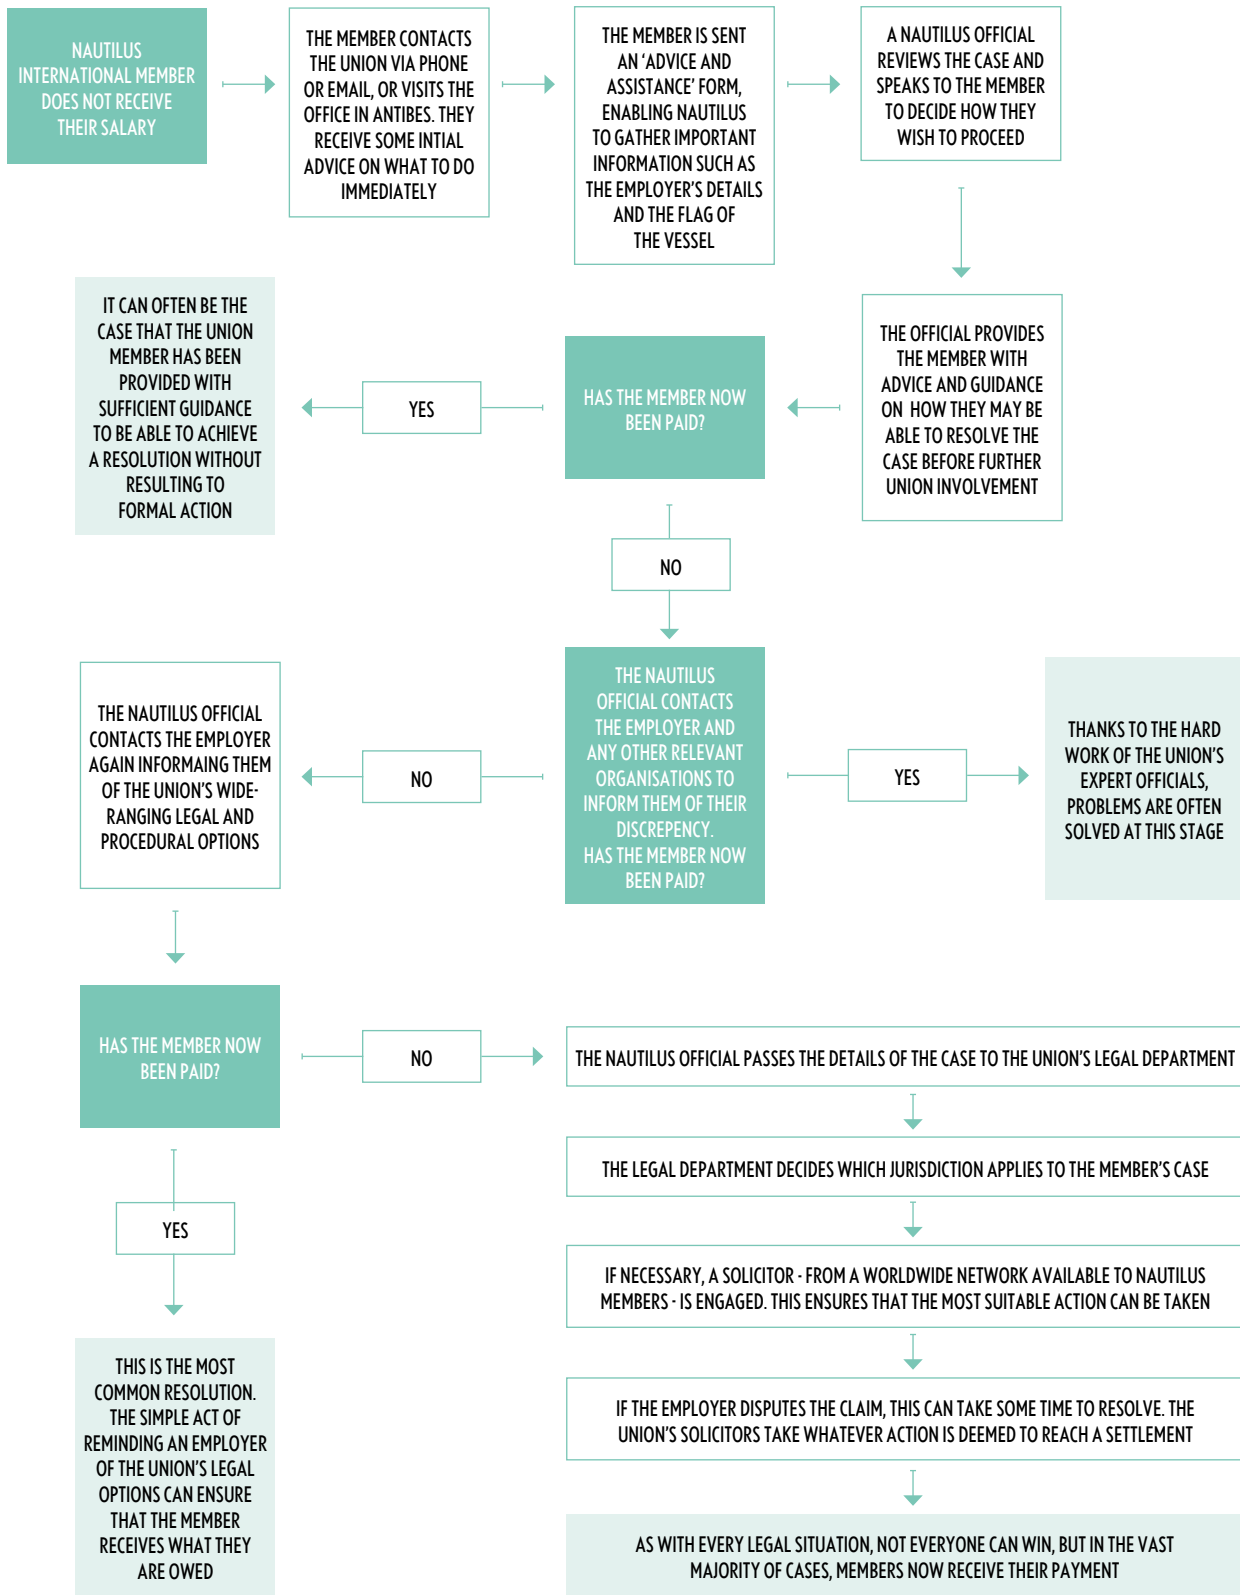 NAUTILUS
INTERNATIONAL MEMBER
DOES NOT RECEIVE
THEIR SALARY
THE MEMBER CONTACTS
THE UNION VIA PHONE
OR EMAIL, OR VISITS THE
OFFICE IN ANTIBES. THEY
RECEIVE SOME INTIAL
ADVICE ON WHAT TO DO
IMMEDIATELY
THE MEMBER IS SENT
AN ‘ADVICE AND
ASSISTANCE’ FORM,
ENABLING NAUTILUS
TO GATHER IMPORTANT
INFORMATION SUCH AS
THE EMPLOYER’S DETAILS
AND THE FLAG OF
THE VESSEL
A NAUTILUS OFFICIAL
REVIEWS THE CASE AND
SPEAKS TO THE MEMBER
TO DECIDE HOW THEY
WISH TO PROCEED
THE OFFICIAL PROVIDES
THE MEMBER WITH
ADVICE AND GUIDANCE
ON HOW THEY MAY BE
ABLE TO RESOLVE THE
CASE BEFORE FURTHER
UNION INVOLVEMENT
HAS THE MEMBER NOW
BEEN PAID?
YES
IT CAN OFTEN BE THE
CASE THAT THE UNION
MEMBER HAS BEEN
PROVIDED WITH
SUFFICIENT GUIDANCE
TO BE ABLE TO ACHIEVE
A RESOLUTION WITHOUT
RESULTING TO
FORMAL ACTION
NO
THE NAUTILUS
OFFICIAL CONTACTS
THE EMPLOYER AND
ANY OTHER RELEVANT
ORGANISATIONS TO
INFORM THEM OF THEIR
DISCREPENCY.
HAS THE MEMBER NOW
BEEN PAID?
YES
THANKS TO THE HARD
WORK OF THE UNION’S
EXPERT OFFICIALS,
PROBLEMS ARE OFTEN
SOLVED AT THIS STAGE
NO
THE NAUTILUS OFFICIAL
CONTACTS THE EMPLOYER
AGAIN INFORMAING THEM
OF THE UNION’S WIDE-
RANGING LEGAL AND
PROCEDURAL OPTIONS
HAS THE MEMBER NOW
BEEN PAID?
YES
THIS IS THE MOST
COMMON RESOLUTION.
THE SIMPLE ACT OF
REMINDING AN EMPLOYER
OF THE UNION’S LEGAL
OPTIONS CAN ENSURE
THAT THE MEMBER
RECEIVES WHAT THEY
ARE OWED
NO
THE NAUTILUS OFFICIAL PASSES THE DETAILS OF THE CASE TO THE UNION’S LEGAL DEPARTMENT
THE LEGAL DEPARTMENT DECIDES WHICH JURISDICTION APPLIES TO THE MEMBER’S CASE
IF NECESSARY, A SOLICITOR - FROM A WORLDWIDE NETWORK AVAILABLE TO NAUTILUS
MEMBERS - IS ENGAGED. THIS ENSURES THAT THE MOST SUITABLE ACTION CAN BE TAKEN
IF THE EMPLOYER DISPUTES THE CLAIM, THIS CAN TAKE SOME TIME TO RESOLVE. THE
UNION’S SOLICITORS TAKE WHATEVER ACTION IS DEEMED TO REACH A SETTLEMENT
AS WITH EVERY LEGAL SITUATION, NOT EVERYONE CAN WIN, BUT IN THE VAST
MAJORITY OF CASES, MEMBERS NOW RECEIVE THEIR PAYMENT